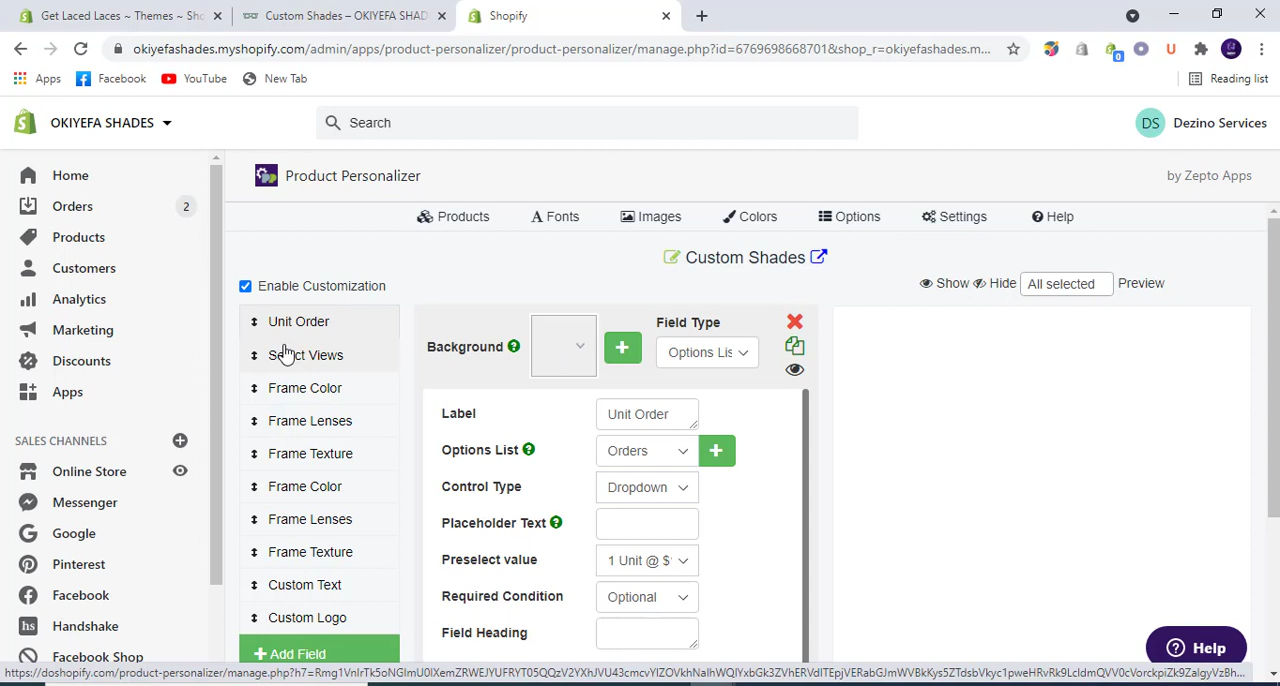 Get Laced Laces ~ Themes ~ Sho
Custom Shades – OKIYEFA SHAD
Shopify
okiyefashades.myshopify.com/admin/apps/product-personalizer/product-personalizer/manage.php?id=6769698668701&shop_r=okiyefashades.m...
0
Apps
Facebook
YouTube
New Tab
Reading list
OKIYEFA SHADES
Search
DS
Dezino Services
Home
Orders
2
Products
Customers
Analytics
Marketing
Discounts
Apps
SALES CHANNELS
Online Store
Messenger
Google
Pinterest
Facebook
Handshake
Facebook Shop
Product Personalizer
by Zepto Apps
Products
Fonts
Images
Colors
Options
Settings
Help
Custom Shades
Enable Customization
Show
Hide
All selected
Preview
Unit Order
Select Views
Frame Color
Frame Lenses
Frame Texture
Frame Color
Frame Lenses
Frame Texture
Custom Text
Custom Logo
Add Field
Background
Field Type
Options Lis
Label
Unit Order
Options List
Orders
Control Type
Dropdown
Placeholder Text
Preselect value
1 Unit @ $
Required Condition
Optional
Field Heading
Help